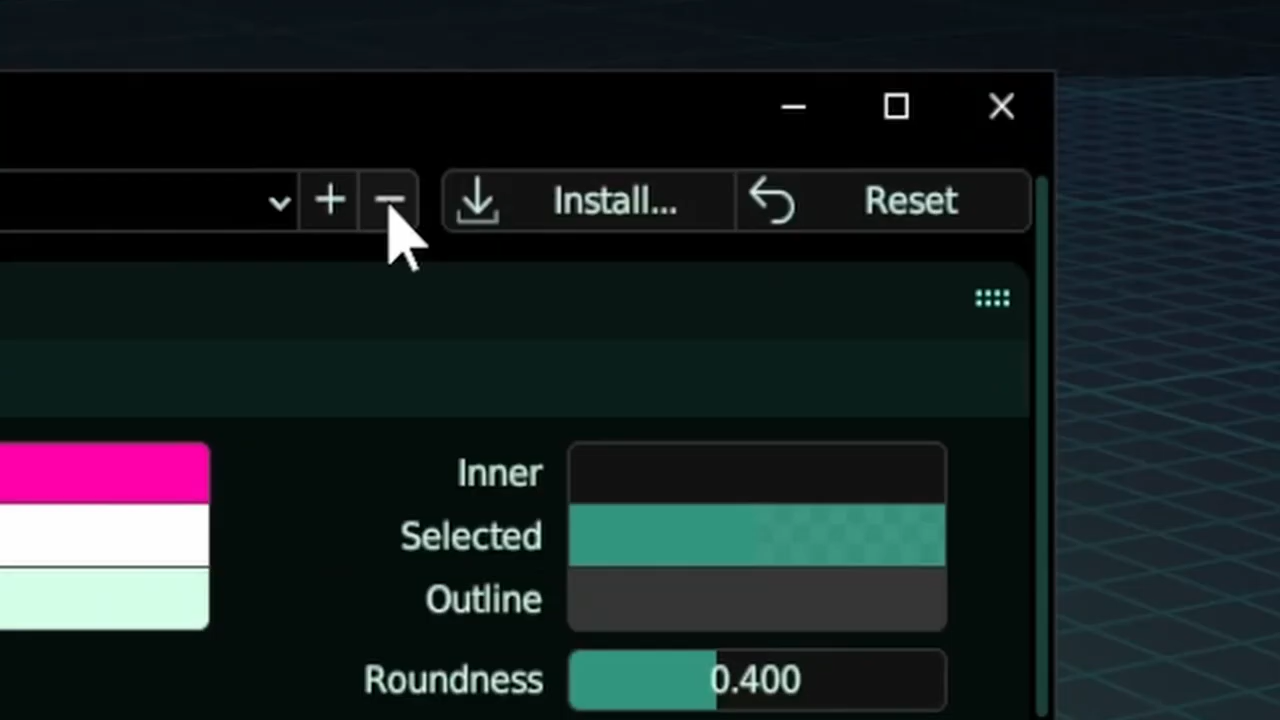 Install... Reset
Inner
Selected
Outline
Roundness 0.400